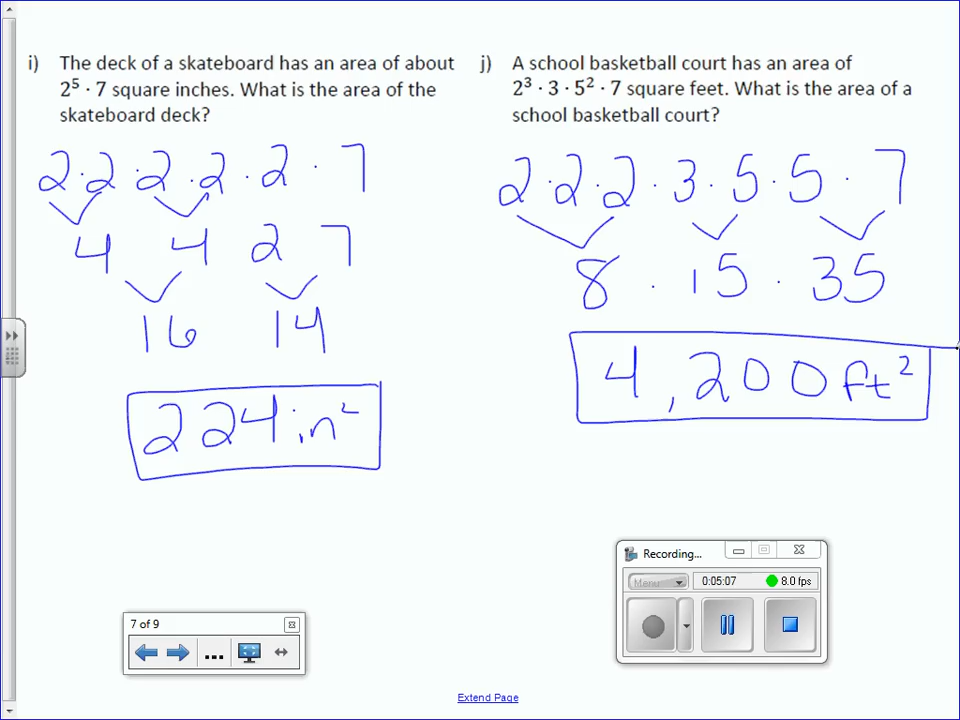 i) The deck of a skateboard has an area of about
2⁵ · 7 square inches. What is the area of the
skateboard deck?
2 · 2 · 2 · 2 · 2 · 7
4 4 2 7
16 14
224 in²
j) A school basketball court has an area of
2³ · 3 · 5² · 7 square feet. What is the area of a
school basketball court?
2 · 2 · 2 · 3 · 5 · 5 · 7
8 · 15 · 35
4,200 ft²
Recording...
Menu 0:05:07 8.0 fps
7 of 9
...
Extend Page